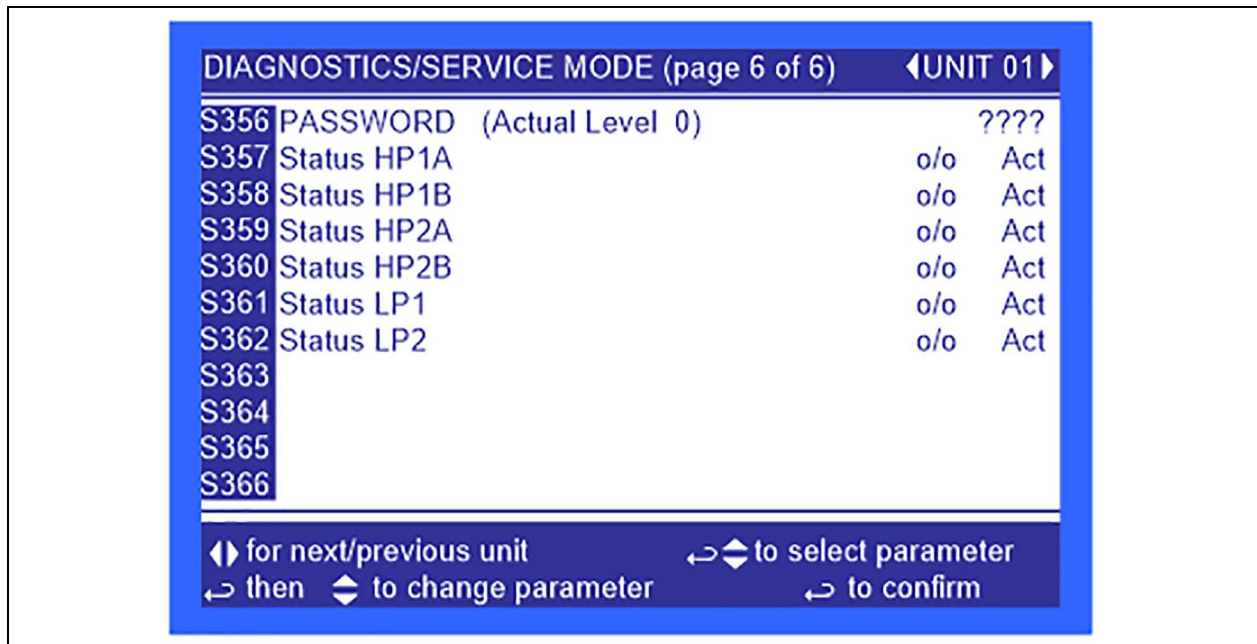 DIAGNOSTICS/SERVICE MODE (page 6 of 6) ◀UNIT 01▶
S356 PASSWORD (Actual Level 0) ????
S357 Status HP1A o/o Act
S358 Status HP1B o/o Act
S359 Status HP2A o/o Act
S360 Status HP2B o/o Act
S361 Status LP1 o/o Act
S362 Status LP2 o/o Act
S363
S364
S365
S366
◀▶ for next/previous unit ↵ ▲▼ to select parameter
↵ then ▲▼ to change parameter ↵ to confirm